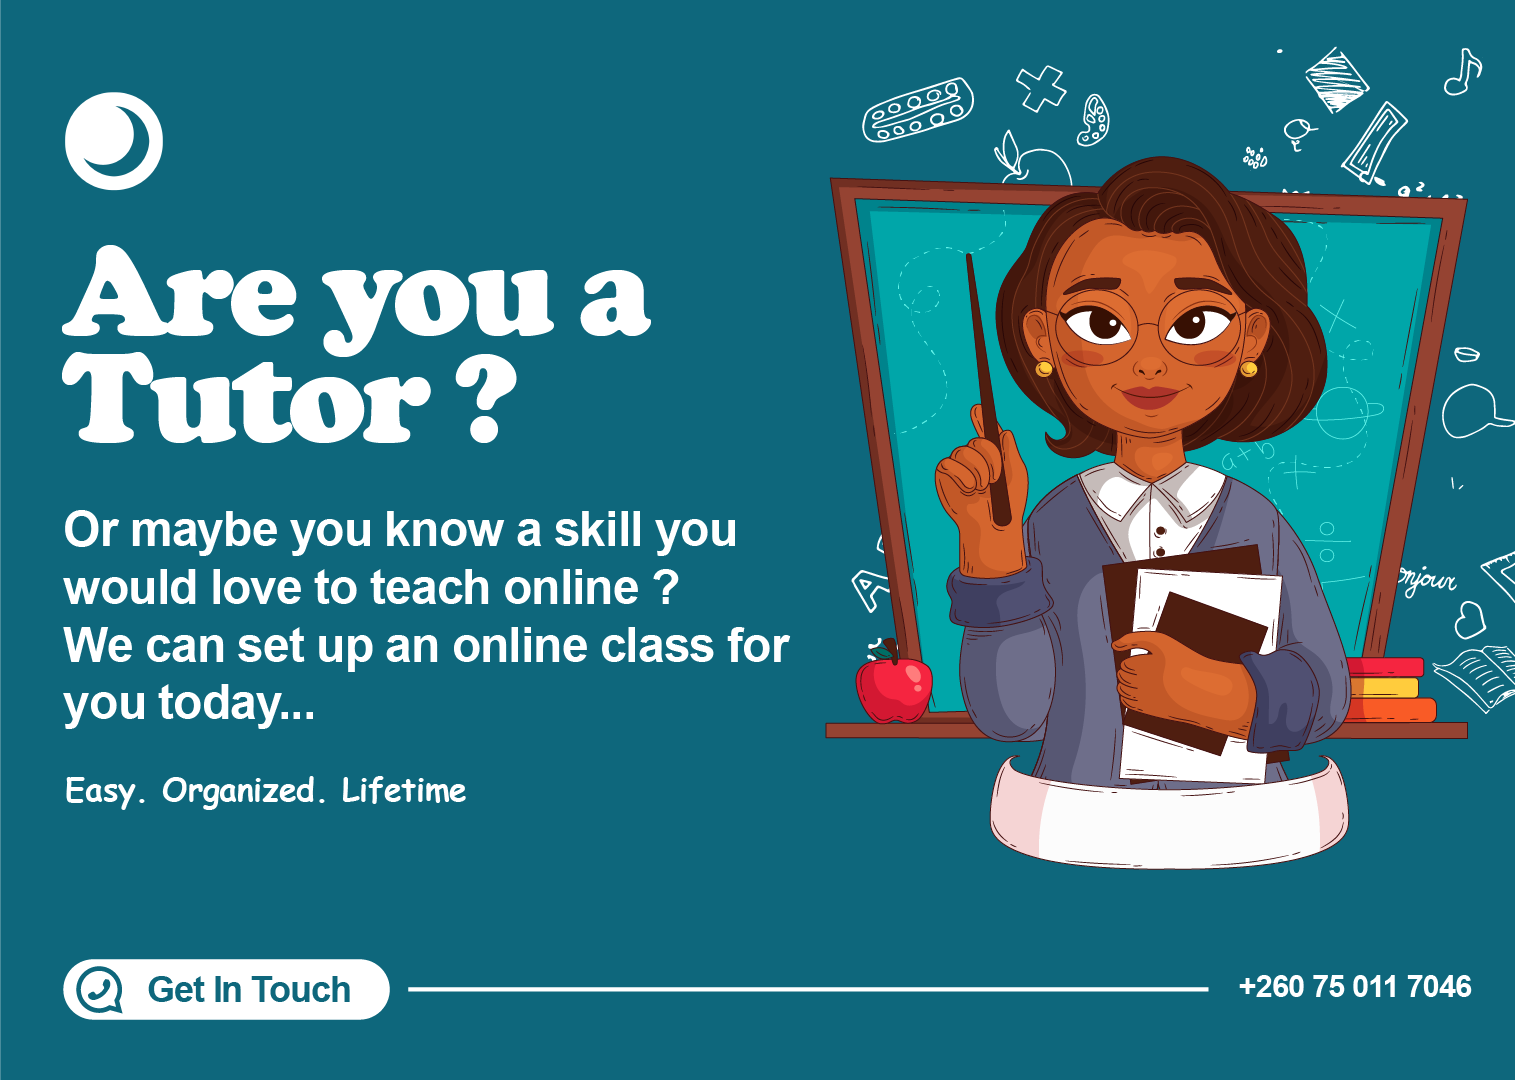 Are you a
Tutor ?
Or maybe you know a skill you
would love to teach online ?
We can set up an online class for
you today...
Easy. Organized. Lifetime
Get In Touch
+260 75 011 7046
a+b